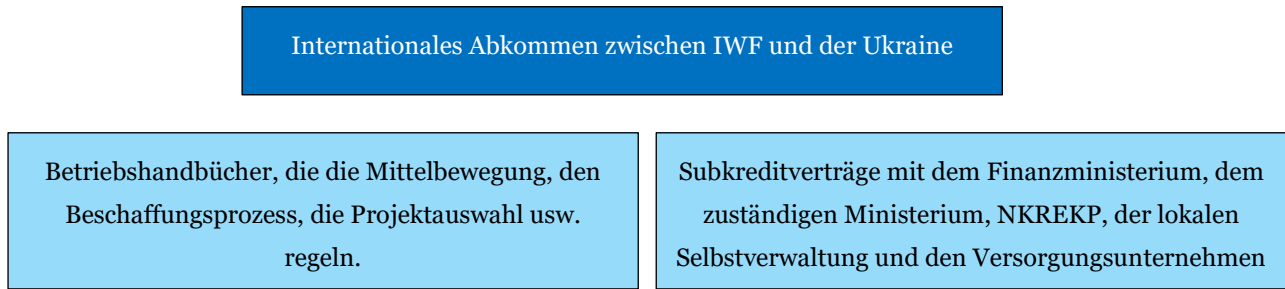 Internationales Abkommen zwischen IWF und der Ukraine
Betriebshandbücher, die die Mittelbewegung, den
Beschaffungsprozess, die Projektauswahl usw.
regeln.
Subkreditverträge mit dem Finanzministerium, dem
zuständigen Ministerium, NKREKP, der lokalen
Selbstverwaltung und den Versorgungsunternehmen